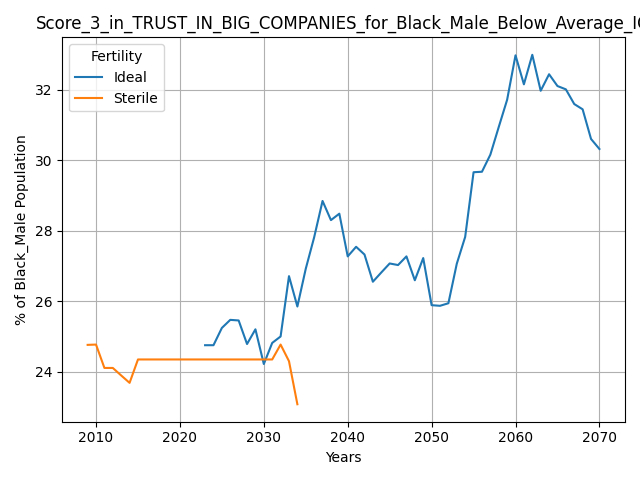 Score_3_in_TRUST_IN_BIG_COMPANIES_for_Black_Male_Below_Average_IQ
Fertility
Ideal
Sterile
% of Black_Male Population
32
30
28
26
24
2010 2020 2030 2040 2050 2060 2070
Years